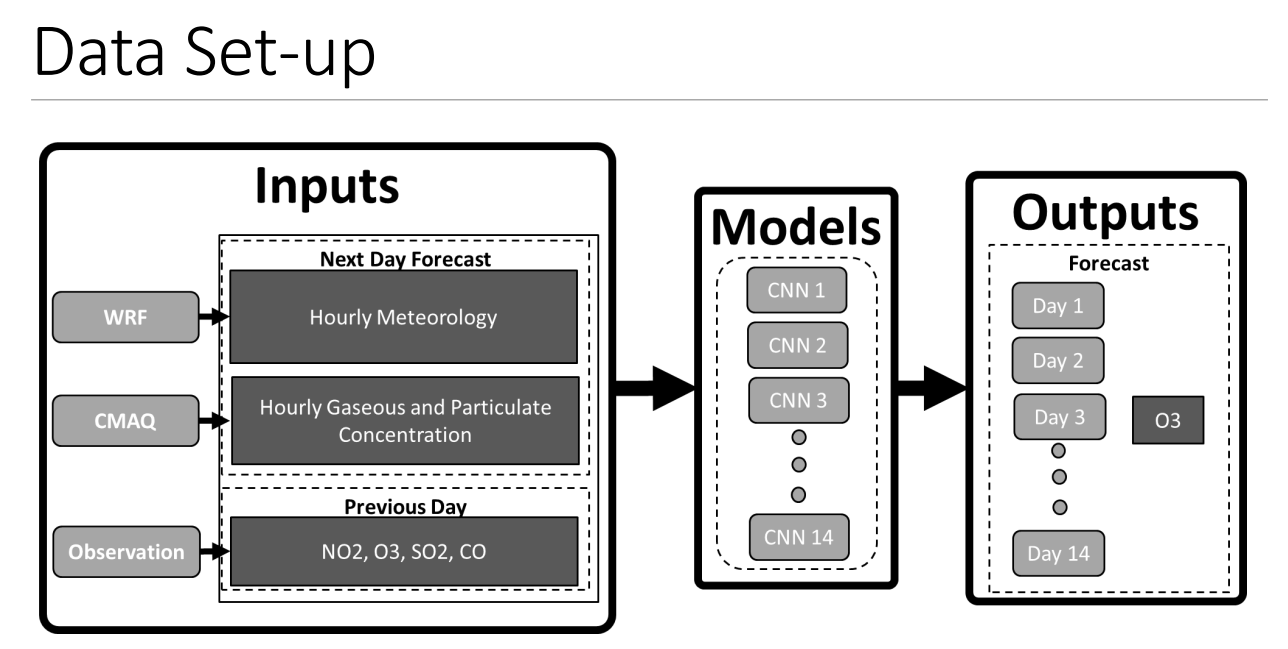 Data Set-up
Inputs
Next Day Forecast
WRF
Hourly Meteorology
CMAQ
Hourly Gaseous and Particulate
Concentration
Previous Day
Observation
NO2, O3, SO2, CO
Models
CNN 1
CNN 2
CNN 3
CNN 14
Outputs
Forecast
Day 1
Day 2
Day 3
O3
Day 14